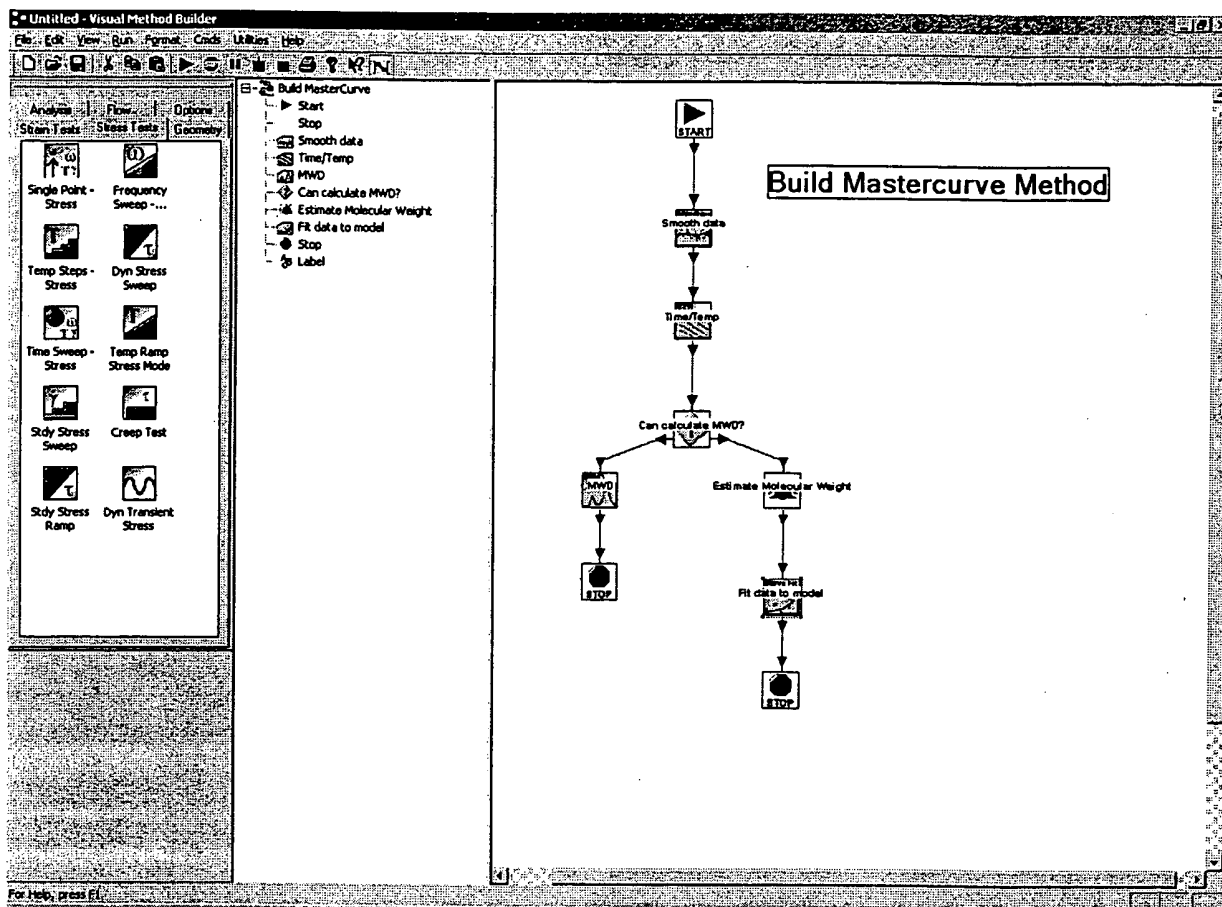 Untitled - Visual Method Builder
File Edit View Run Format Cmds Utilities Help
Analysis Flow Options
Strain Tests Stress Tests Geometry
Single Point - Stress
Frequency Sweep -...
Temp Steps - Stress
Dyn Stress Sweep
Time Sweep - Stress
Temp Ramp Stress Mode
Stdy Stress Sweep
Creep Test
Stdy Stress Ramp
Dyn Transient Stress
Build MasterCurve
Start
Stop
Smooth data
Time/Temp
MWD
Can calculate MWD?
Estimate Molecular Weight
Fit data to model
Stop
Label
START
Build Mastercurve Method
Smooth data
Time/Temp
Can calculate MWD?
MWD
Estimate Molecular Weight
STOP
Fit data to model
STOP
For Help, press F1